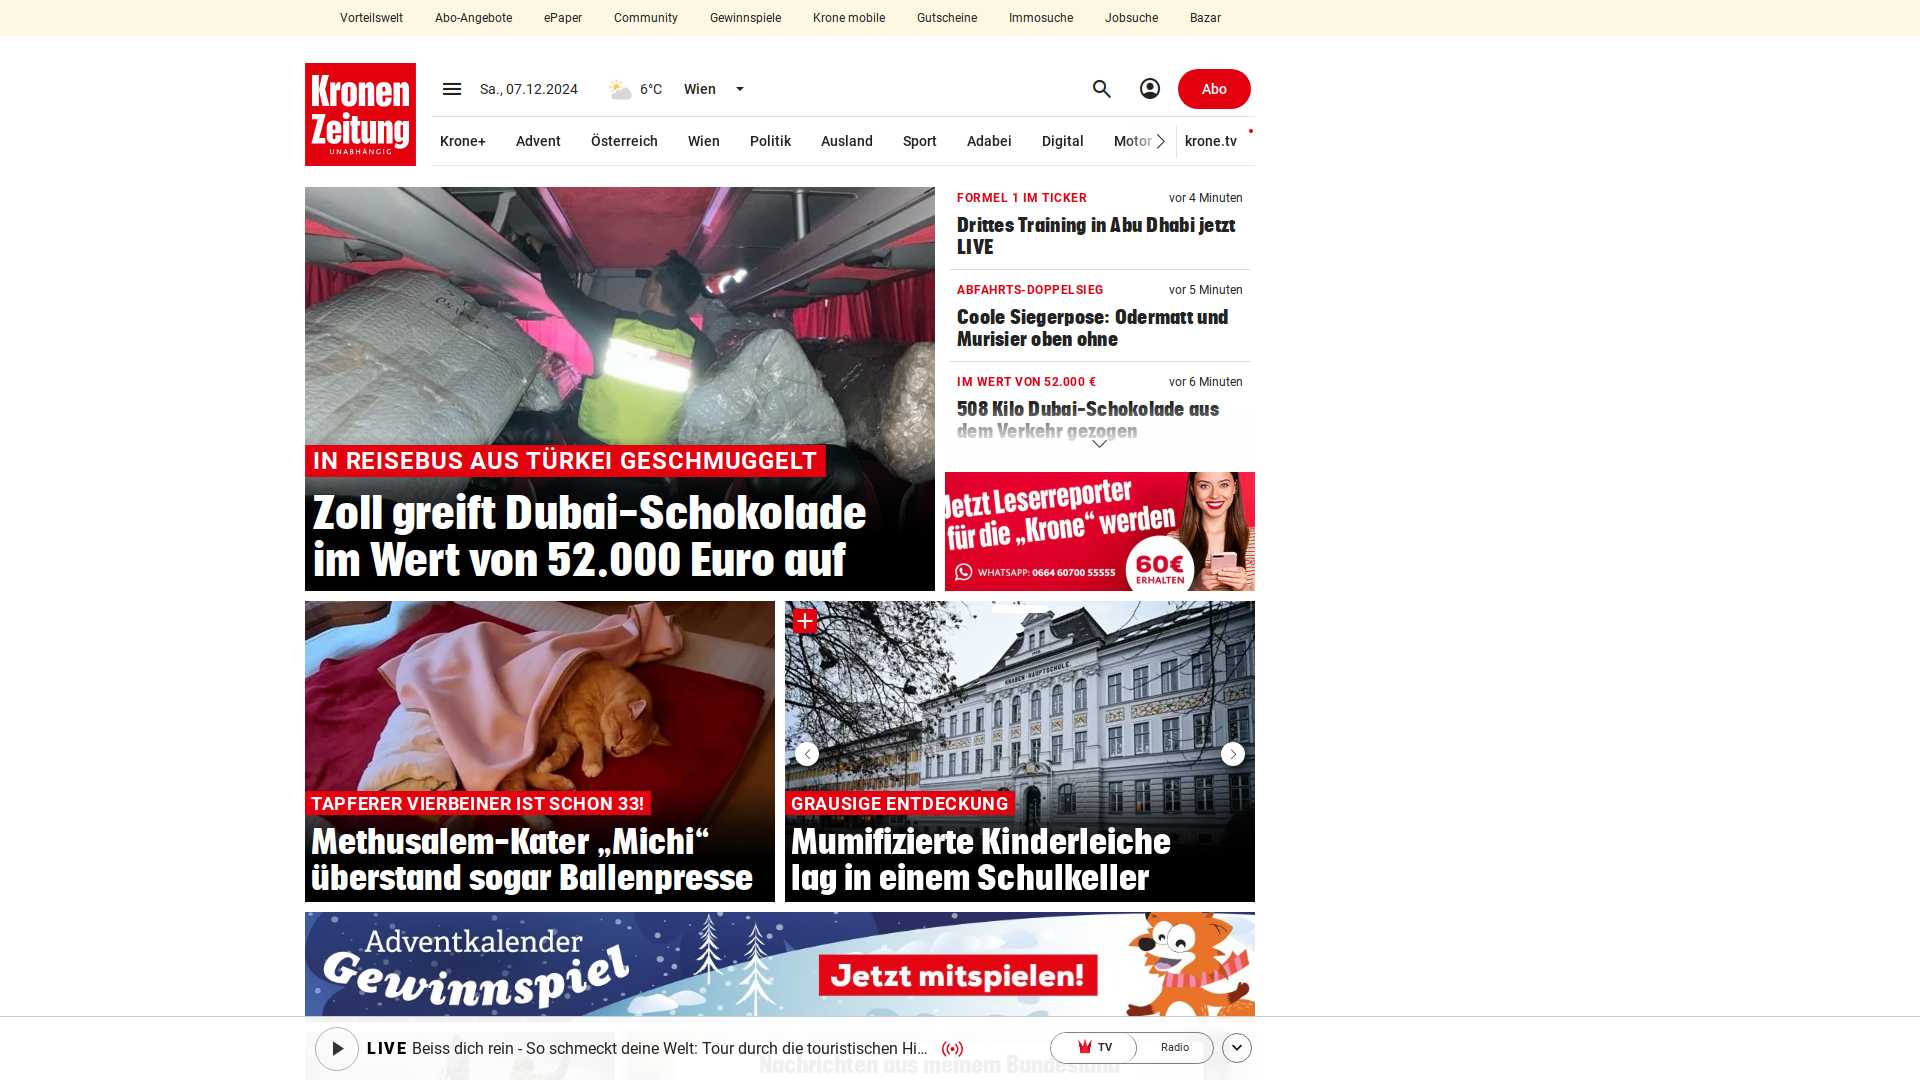 Vorteilswelt Abo-Angebote ePaper Community Gewinnspiele Krone mobile Gutscheine Immosuche Jobsuche Bazar
Kronen
Zeitung
UNABHÄNGIG
Sa., 07.12.2024 6°C Wien Abo
Krone+ Advent Österreich Wien Politik Ausland Sport Adabei Digital Motor krone.tv
IN REISEBUS AUS TÜRKEI GESCHMUGGELT
Zoll greift Dubai-Schokolade
im Wert von 52.000 Euro auf
FORMEL 1 IM TICKER vor 4 Minuten
Drittes Training in Abu Dhabi jetzt
LIVE
ABFAHRTS-DOPPELSIEG vor 5 Minuten
Coole Siegerpose: Odermatt und
Murisier oben ohne
IM WERT VON 52.000 € vor 6 Minuten
508 Kilo Dubai-Schokolade aus
dem Verkehr gezogen
Jetzt Leserreporter
für die „Krone“ werden
WHATSAPP: 0664 60700 55555
60€
ERHALTEN
TAPFERER VIERBEINER IST SCHON 33!
Methusalem-Kater „Michi“
überstand sogar Ballenpresse
KNABEN-HAUPTSCHULE
GRAUSIGE ENTDECKUNG
Mumifizierte Kinderleiche
lag in einem Schulkeller
Adventkalender
Gewinnspiel
Jetzt mitspielen!
LIVE Beiss dich rein - So schmeckt deine Welt: Tour durch die touristischen Hi... TV Radio
Nachrichten aus meinem Bundesland